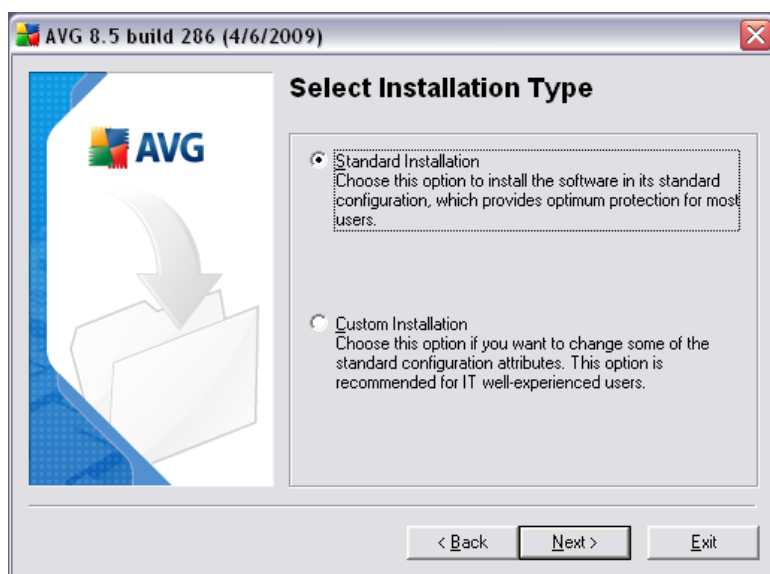 AVG 8.5 build 286 (4/6/2009)
AVG
Select Installation Type
Standard Installation
Choose this option to install the software in its standard
configuration, which provides optimum protection for most
users.
Custom Installation
Choose this option if you want to change some of the
standard configuration attributes. This option is
recommended for IT well-experienced users.
< Back
Next >
Exit